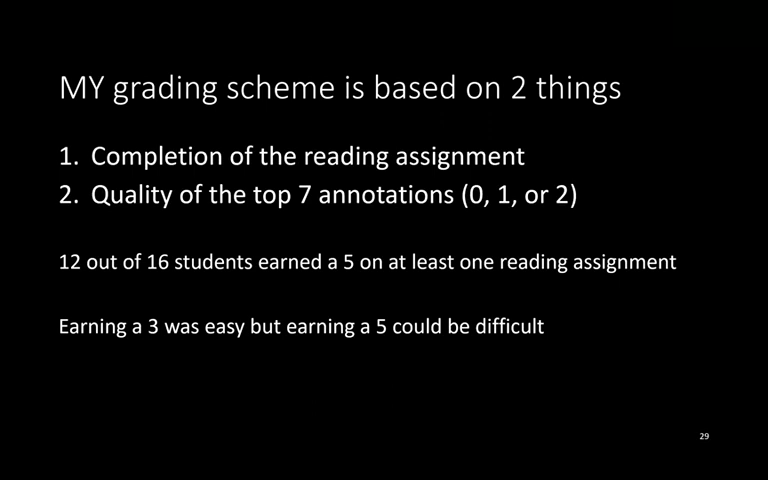 MY grading scheme is based on 2 things
1. Completion of the reading assignment
2. Quality of the top 7 annotations (0, 1, or 2)
12 out of 16 students earned a 5 on at least one reading assignment
Earning a 3 was easy but earning a 5 could be difficult
29